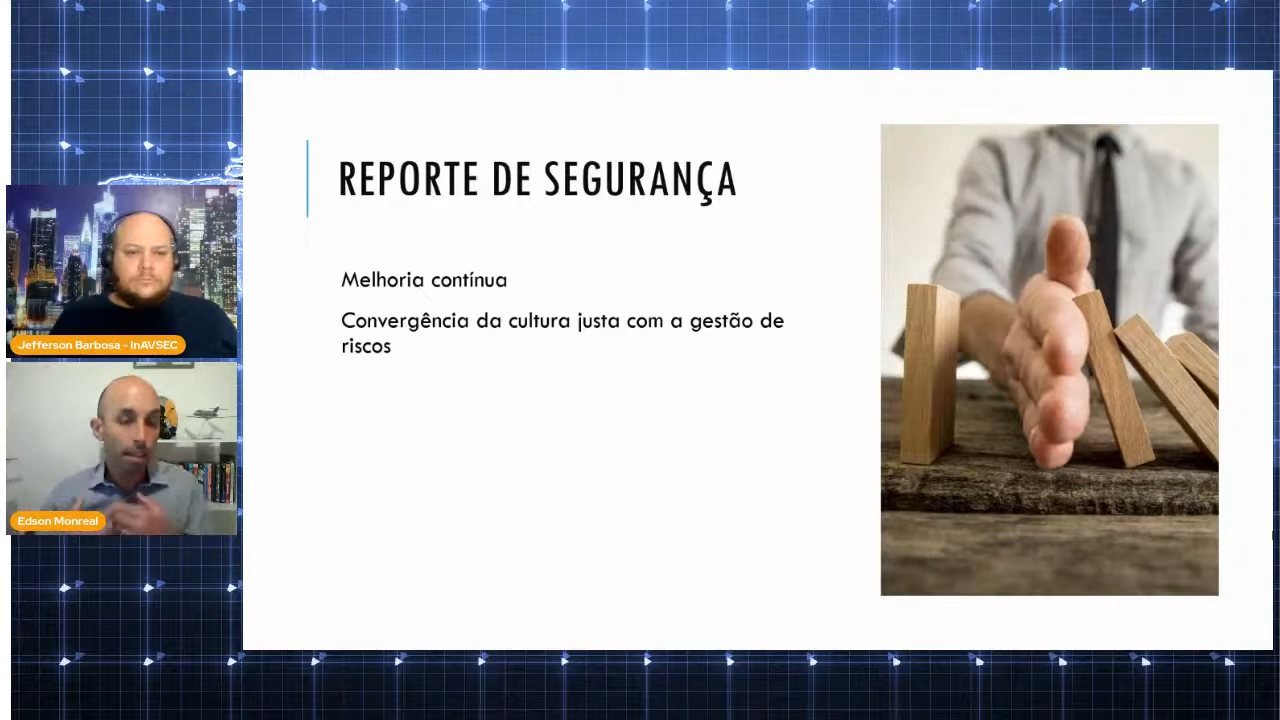 REPORTE DE SEGURANÇA
Melhoria contínua
Convergência da cultura justa com a gestão de
riscos
Jefferson Barbosa - InAVSEC
Edson Monreal